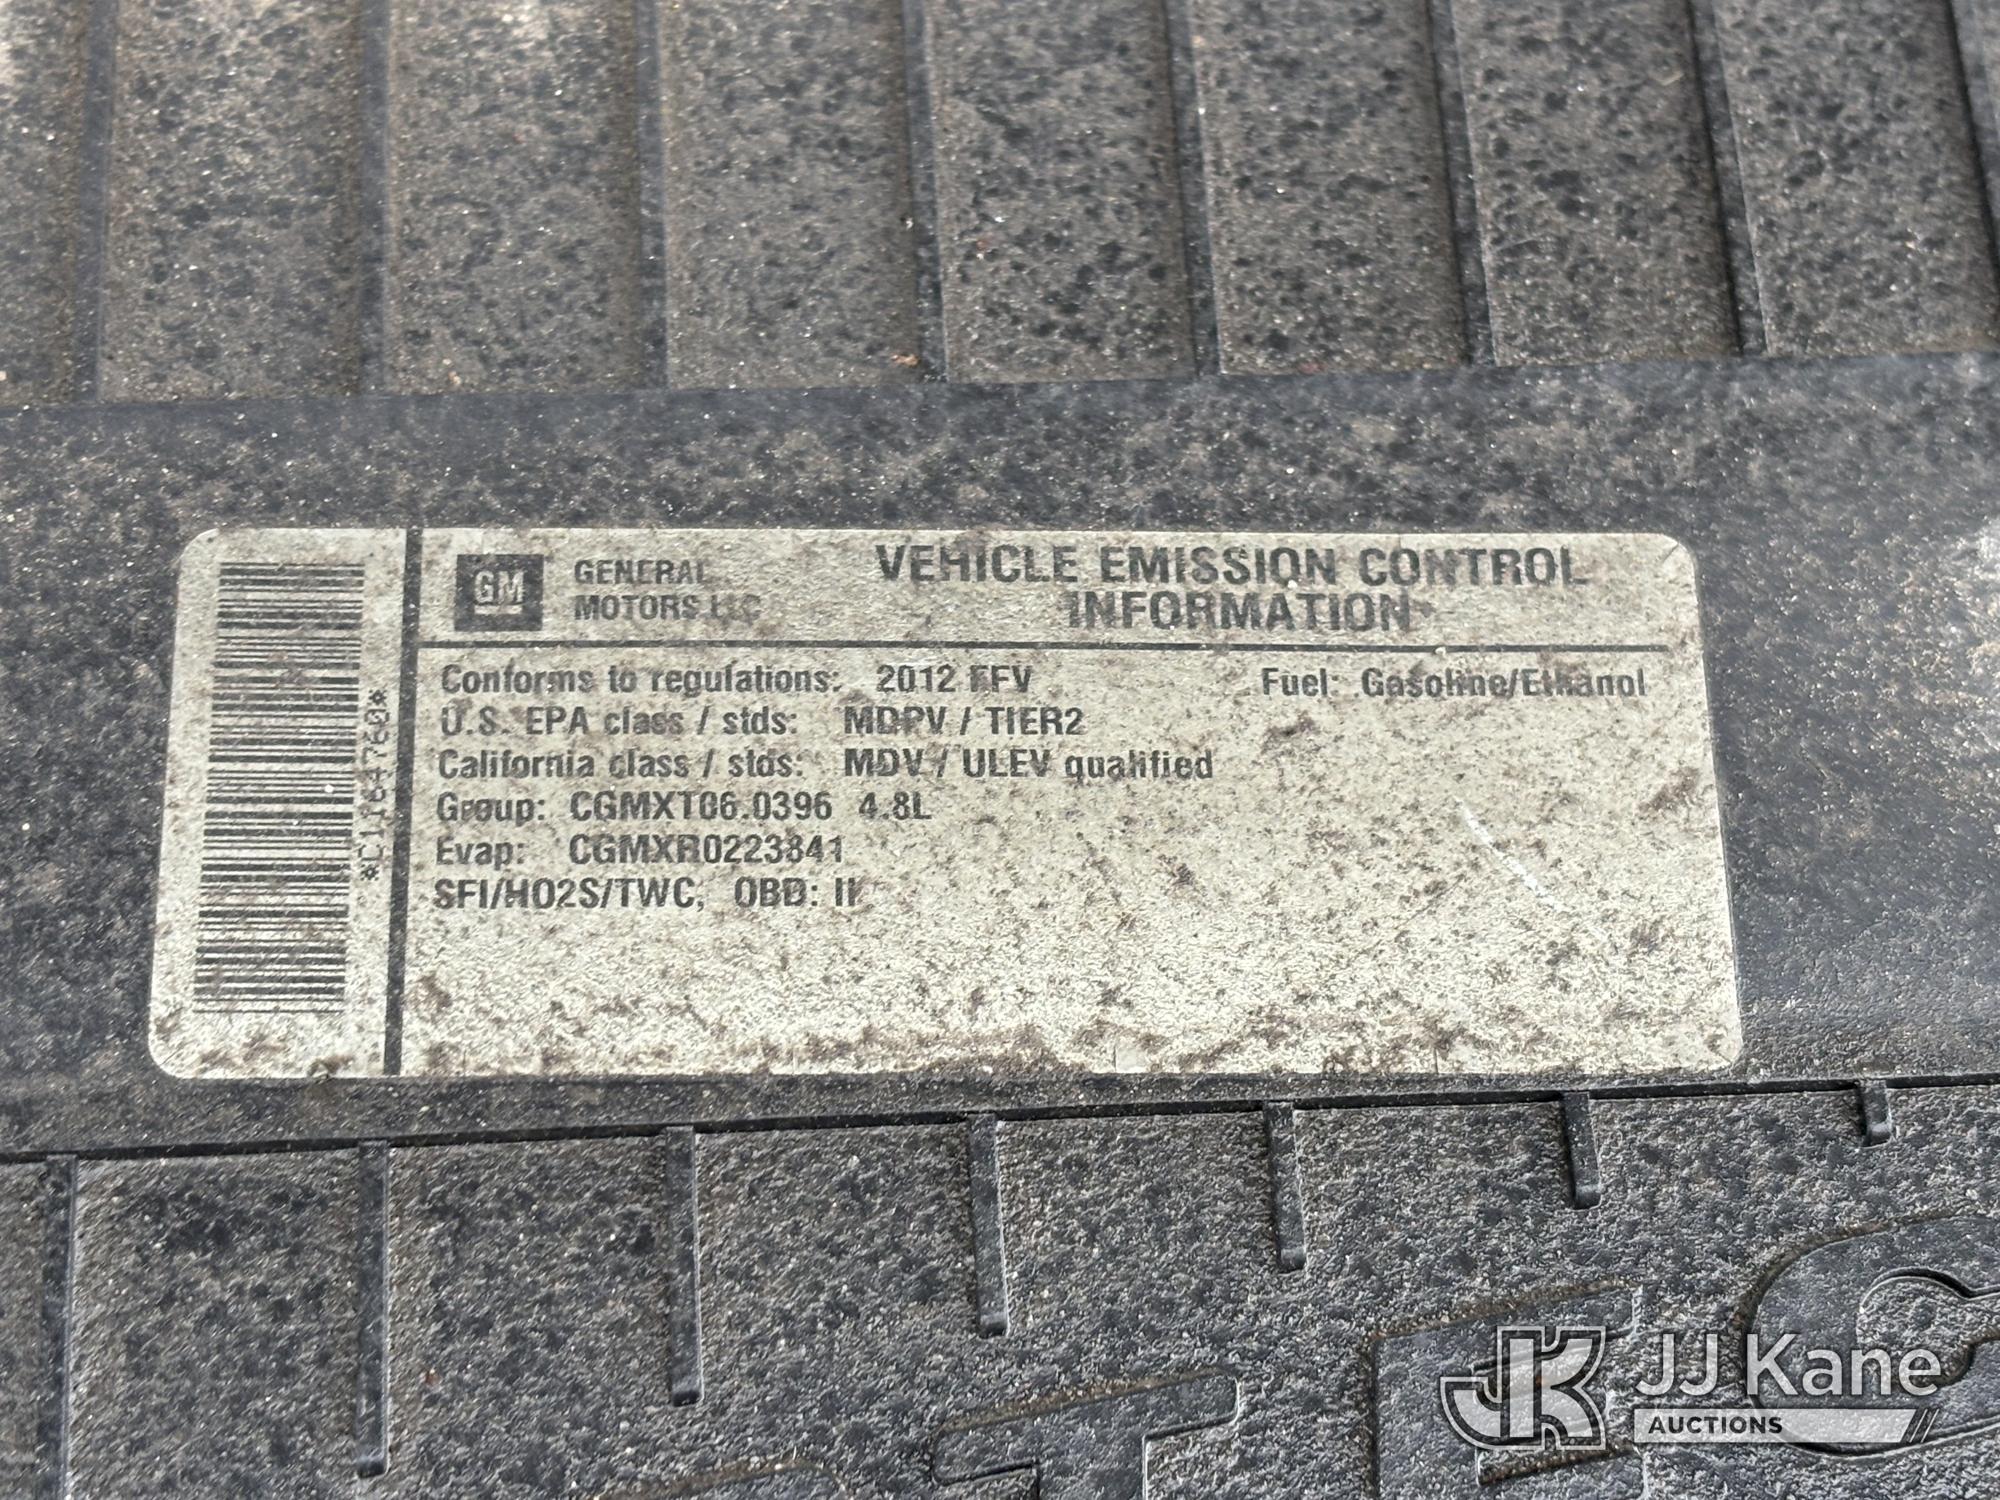 GM
GENERAL
MOTORS LLC
VEHICLE EMISSION CONTROL
INFORMATION
Conforms to regulations: 2012 FFV Fuel: Gasoline/Ethanol
U.S. EPA class / stds: MDPV / TIER2
California class / stds: MDV / ULEV qualified
Group: CGMXT06.0396 4.8L
Evap: CGMXR0223841
SFI/HO2S/TWC, OBD: II
JK JJ Kane
AUCTIONS